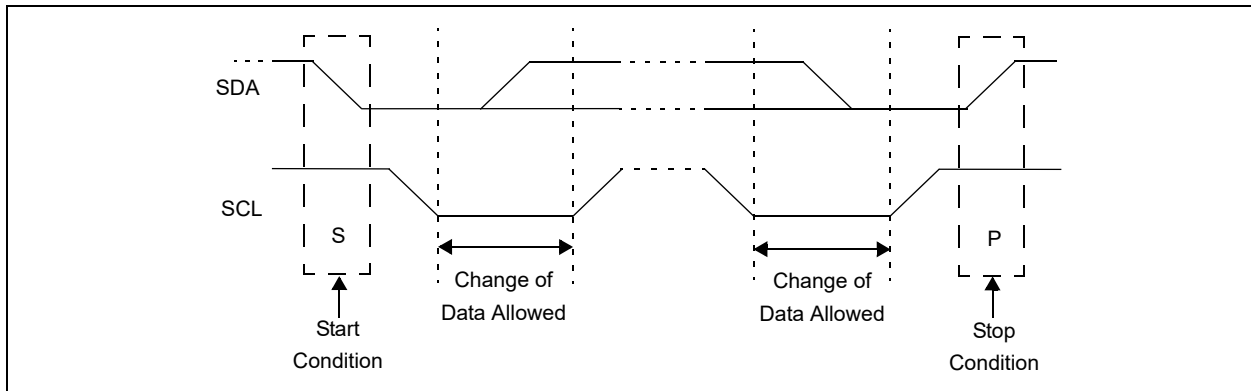 SDA
SCL
S
P
Change of
Data Allowed
Change of
Data Allowed
Start
Condition
Stop
Condition